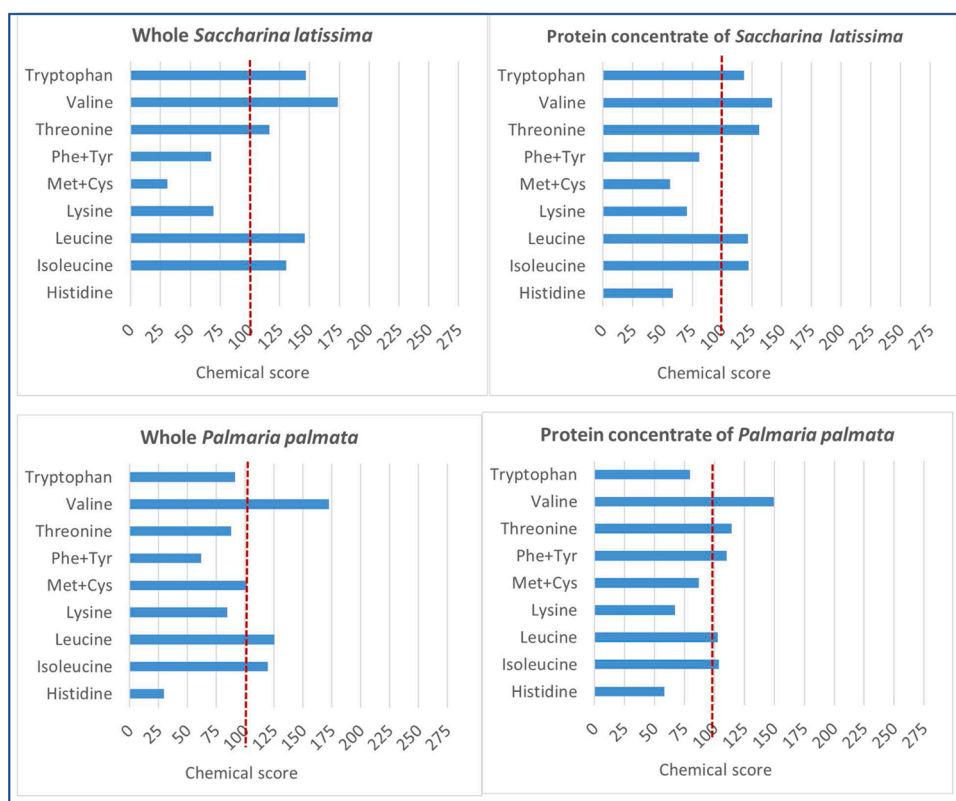 Whole Saccharina latissima
Tryptophan
Valine
Threonine
Phe+Tyr
Met+Cys
Lysine
Leucine
Isoleucine
Histidine
0 25 50 75 100 125 150 175 200 225 250 275
Chemical score
Protein concentrate of Saccharina latissima
Tryptophan
Valine
Threonine
Phe+Tyr
Met+Cys
Lysine
Leucine
Isoleucine
Histidine
0 25 50 75 100 125 150 175 200 225 250 275
Chemical score
Whole Palmaria palmata
Tryptophan
Valine
Threonine
Phe+Tyr
Met+Cys
Lysine
Leucine
Isoleucine
Histidine
0 25 50 75 100 125 150 175 200 225 250 275
Chemical score
Protein concentrate of Palmaria palmata
Tryptophan
Valine
Threonine
Phe+Tyr
Met+Cys
Lysine
Leucine
Isoleucine
Histidine
0 25 50 75 100 125 150 175 200 225 250 275
Chemical score